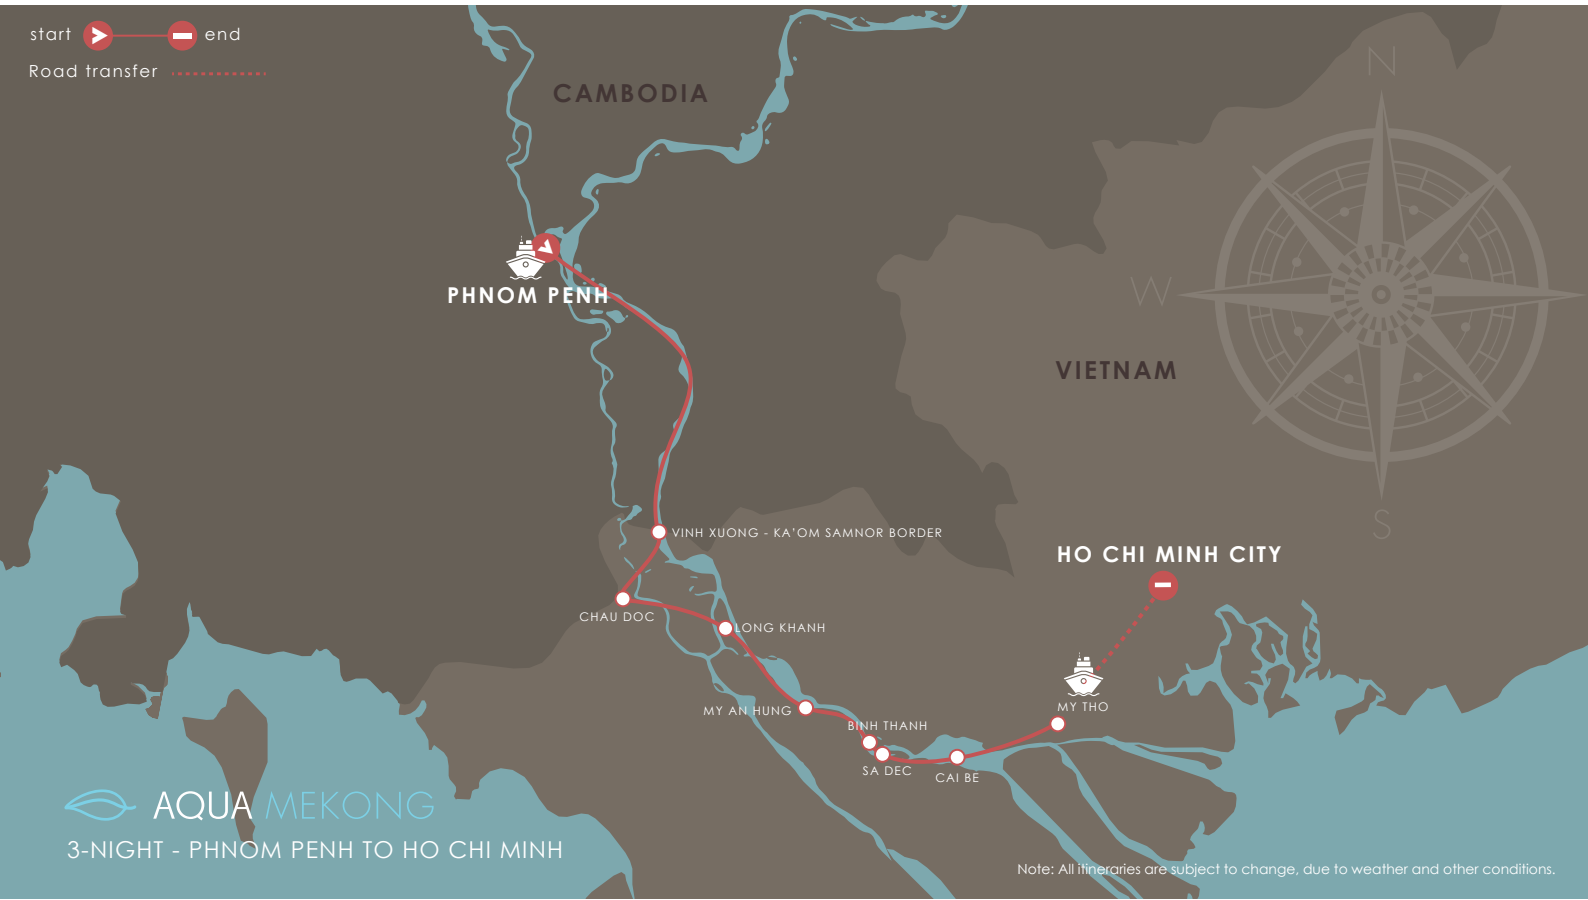 start
end
Road transfer
N
CAMBODIA
W
PHNOM PENH
VIETNAM
S
VINH XUONG - KA'OM SAMNOR BORDER
HO CHI MINH CITY
CHAU DOC
LONG KHANH
MY THO
MY AN HUNG
BINH THANH
SA DEC
CAI BE
AQUA MEKONG
3-NIGHT - PHNOM PENH TO HO CHI MINH
Note: All itineraries are subject to change, due to weather and other conditions.